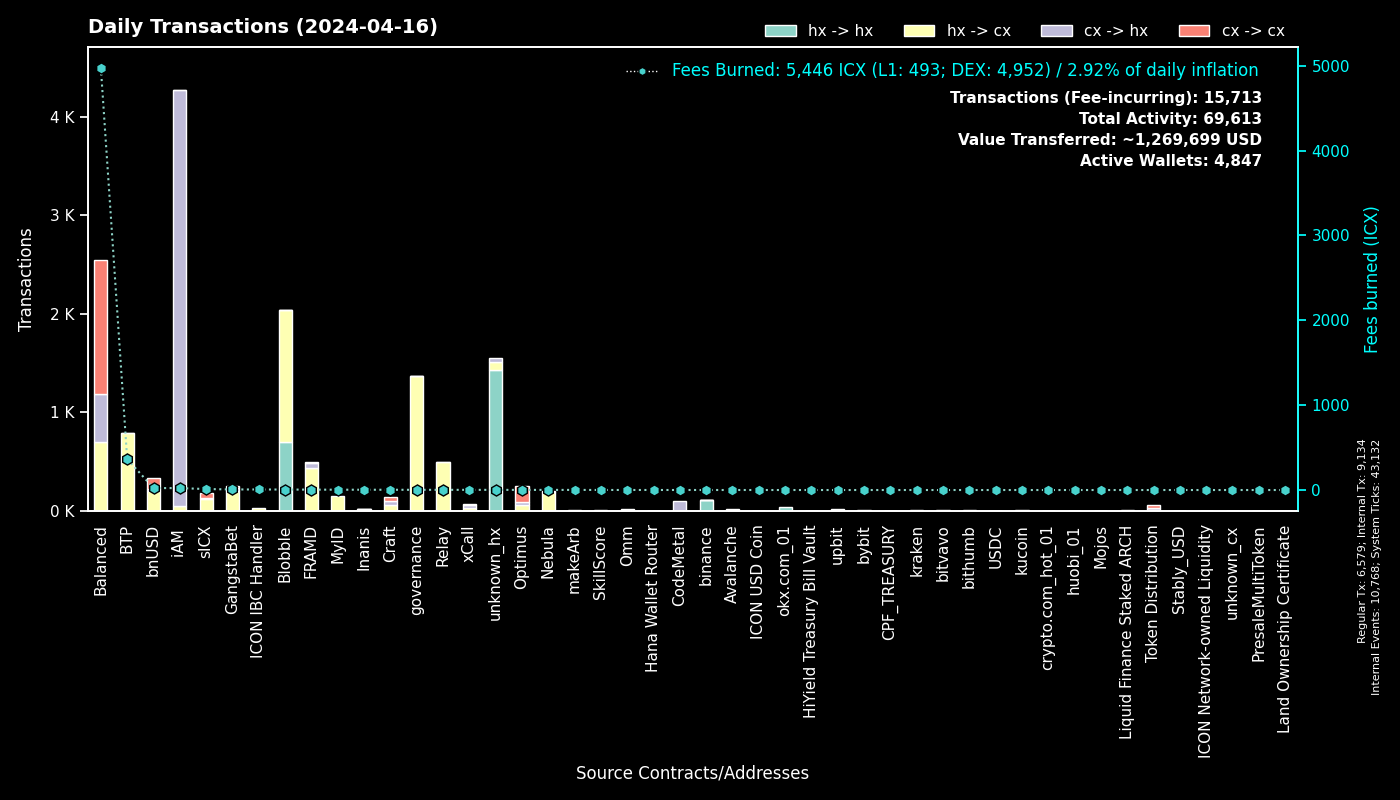 Daily Transactions (2024-04-16)
hx -> hx
hx -> cx
cx -> hx
cx -> cx
Fees Burned: 5,446 ICX (L1: 493; DEX: 4,952) / 2.92% of daily inflation
Transactions (Fee-incurring): 15,713
Total Activity: 69,613
Value Transferred: ~1,269,699 USD
Active Wallets: 4,847
Transactions
4 K
3 K
2 K
1 K
0 K
5000
4000
3000
2000
1000
0
Fees burned (ICX)
Regular Tx: 6,579; Internal Tx: 9,134
Internal Events: 10,768; System Ticks: 43,132
Balanced
BTP
bnUSD
iAM
sICX
GangstaBet
ICON IBC Handler
Blobble
FRAMD
MyID
Inanis
Craft
governance
Relay
xCall
unknown_hx
Optimus
Nebula
makeArb
SkillScore
Omm
Hana Wallet Router
CodeMetal
binance
Avalanche
ICON USD Coin
okx.com_01
HiYield Treasury Bill Vault
upbit
bybit
CPF_TREASURY
kraken
bitvavo
bithumb
USDC
kucoin
crypto.com_hot_01
huobi_01
Mojos
Liquid Finance Staked ARCH
Token Distribution
Stably_USD
ICON Network-owned Liquidity
unknown_cx
PresaleMultiToken
Land Ownership Certificate
Source Contracts/Addresses